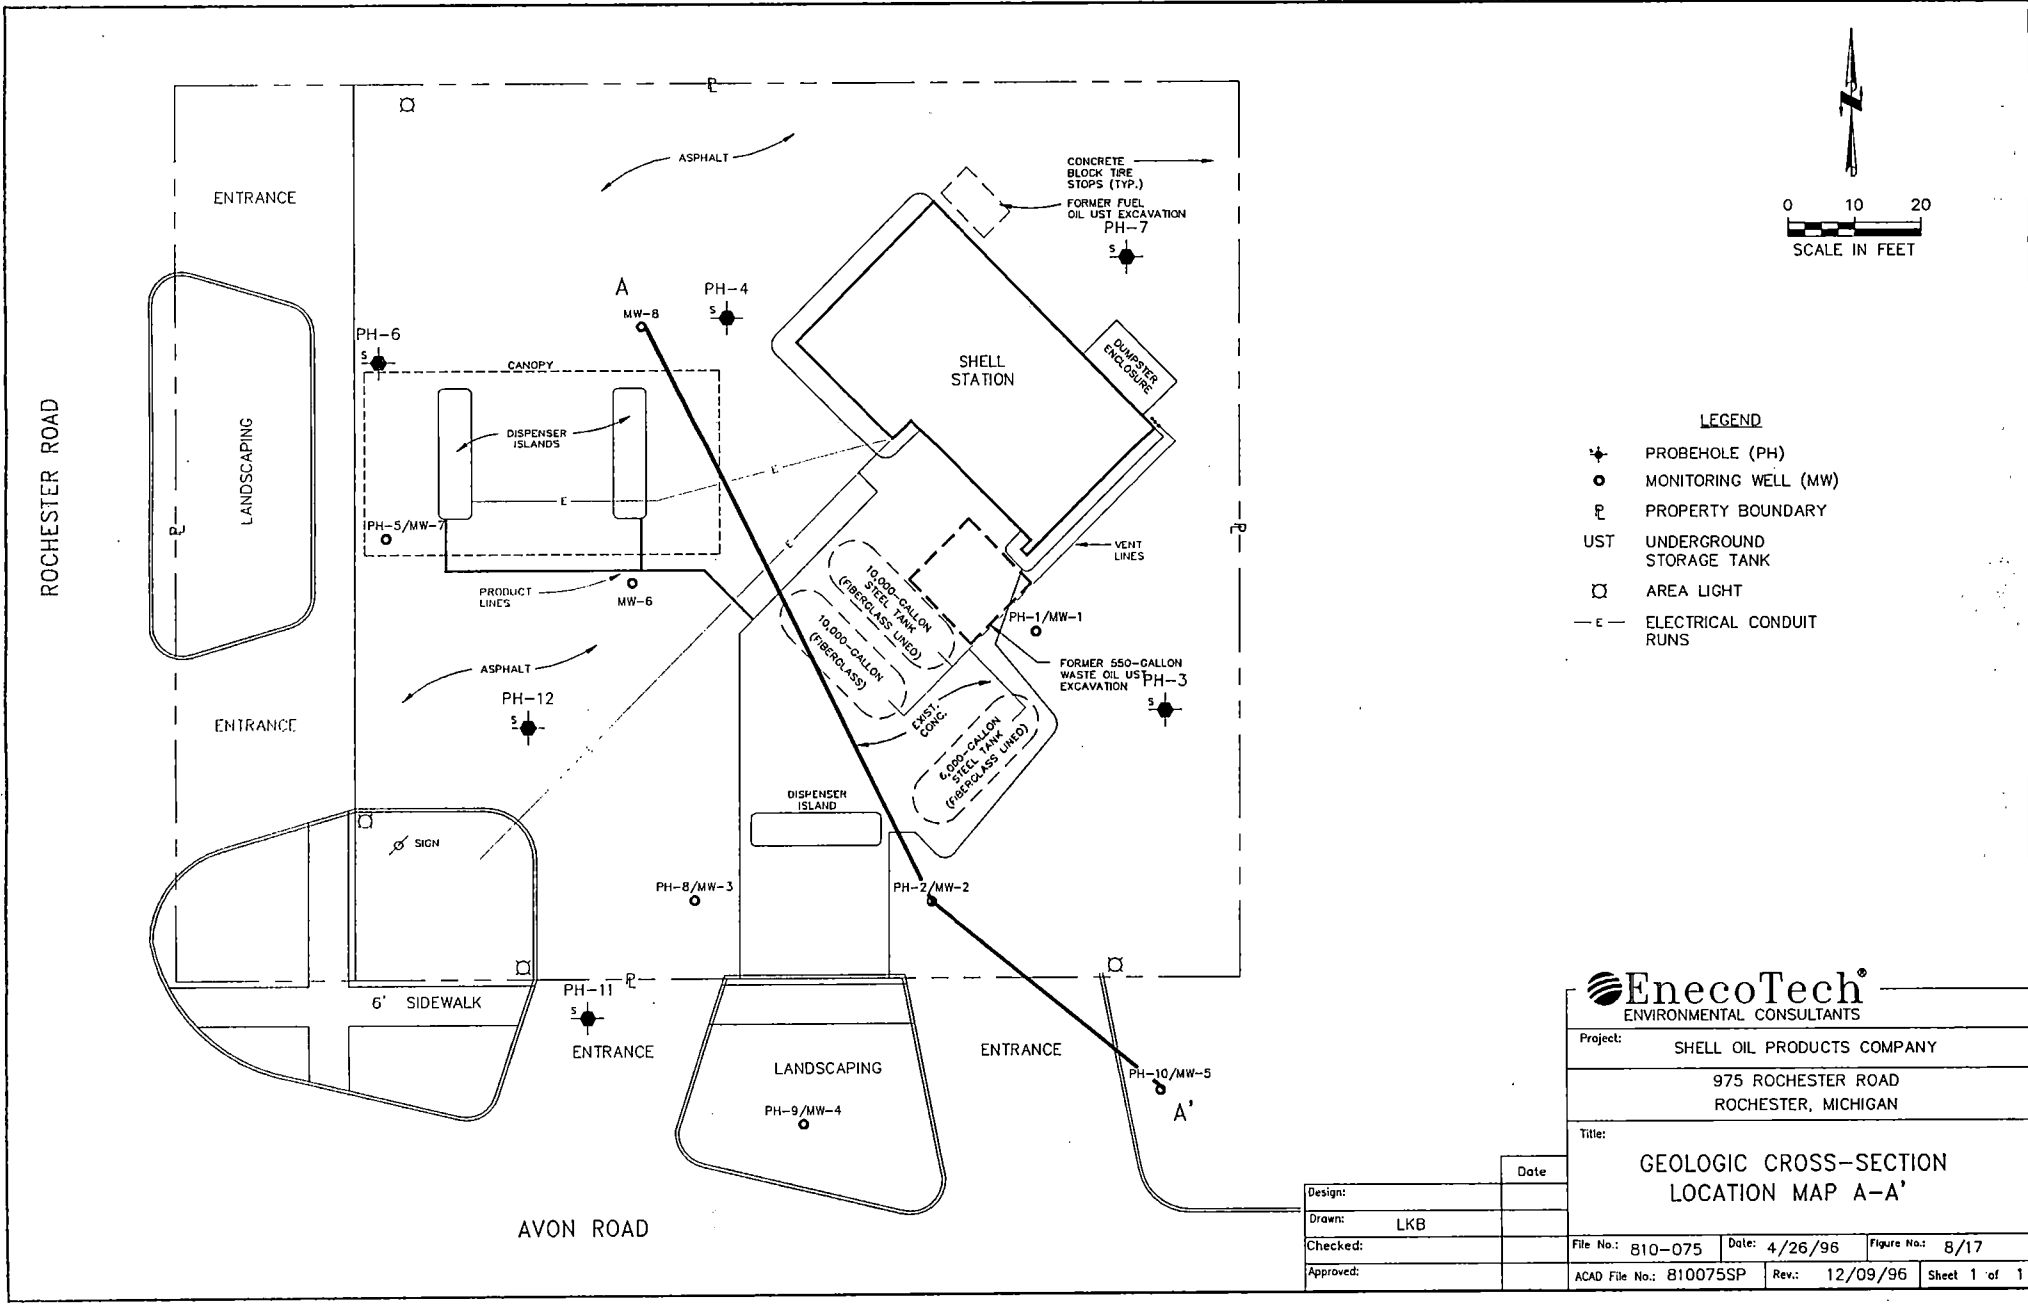 ENTRANCE
ASPHALT
CONCRETE
BLOCK TIRE
STOPS (TYP.)
FORMER FUEL
OIL UST EXCAVATION
PH-7
S
0 10 20
SCALE IN FEET
A
MW-8
PH-4
S
PH-6
S
CANOPY
SHELL
STATION
DUMPSTER
ENCLOSURE
ROCHESTER ROAD
LANDSCAPING
DISPENSER
ISLANDS
E
E
E
PH-5/MW-7
PRODUCT
LINES
MW-6
VENT
LINES
10,000-GALLON
STEEL TANK
(FIBERGLASS LINED)
10,000-GALLON
(FIBERGLASS)
PH-1/MW-1
FORMER 550-GALLON
WASTE OIL UST
EXCAVATION
PH-3
S
ASPHALT
PH-12
S
ENTRANCE
EXIST.
CONC.
6,000-GALLON
STEEL TANK
(FIBERGLASS LINED)
DISPENSER
ISLAND
SIGN
PH-8/MW-3
PH-2/MW-2
6' SIDEWALK
PH-11
S
ENTRANCE
LANDSCAPING
ENTRANCE
PH-9/MW-4
PH-10/MW-5
A'
AVON ROAD
LEGEND
S PROBEHOLE (PH)
MONITORING WELL (MW)
PL PROPERTY BOUNDARY
UST UNDERGROUND
STORAGE TANK
AREA LIGHT
E ELECTRICAL CONDUIT
RUNS
EnecoTech®
ENVIRONMENTAL CONSULTANTS
Project: SHELL OIL PRODUCTS COMPANY
975 ROCHESTER ROAD
ROCHESTER, MICHIGAN
Title:
GEOLOGIC CROSS-SECTION
LOCATION MAP A-A'
Date
Design:
Drawn: LKB
Checked:
Approved:
File No.: 810-075 Date: 4/26/96 Figure No.: 8/17
ACAD File No.: 810075SP Rev.: 12/09/96 Sheet 1 of 1